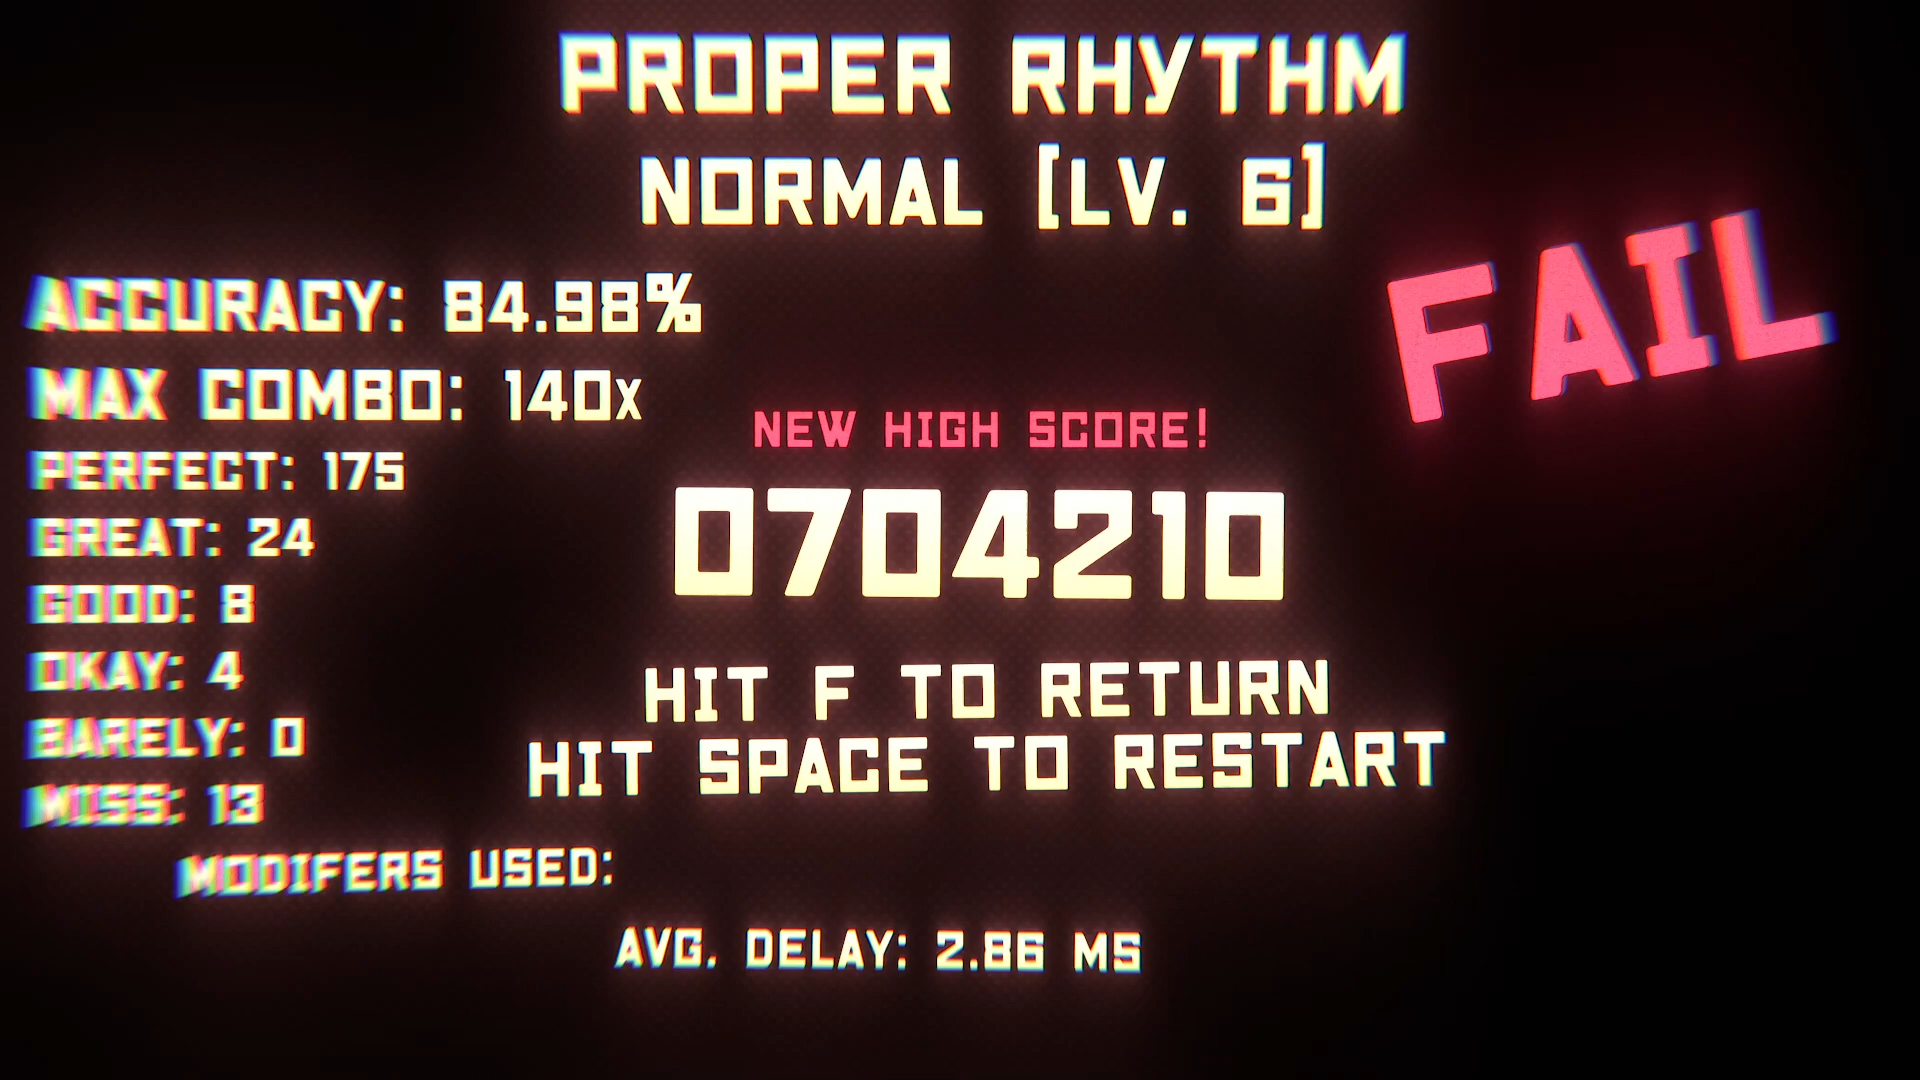 PROPER RHYTHM
NORMAL [LV. 6]
FAIL
ACCURACY: 84.98%
MAX COMBO: 140x
PERFECT: 175
GREAT: 24
GOOD: 8
OKAY: 4
BARELY: 0
MISS: 13
MODIFERS USED:
NEW HIGH SCORE!
0704210
HIT F TO RETURN
HIT SPACE TO RESTART
AVG. DELAY: 2.86 MS